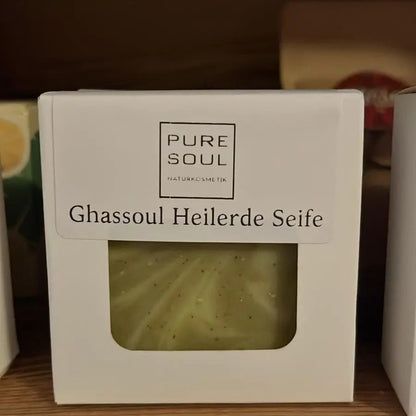 PURE
SOUL
NATURKOSMETIK
Ghassoul Heilerde Seife